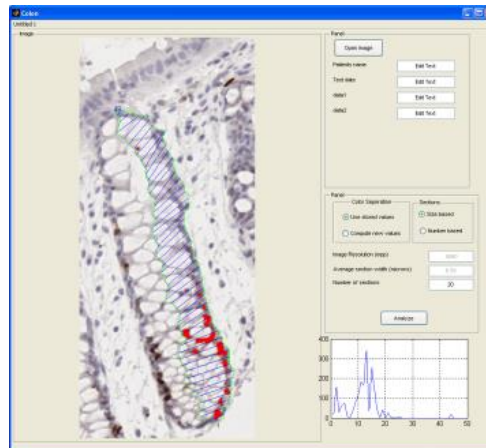 Colon
Untitled 1
Image
Panel
Open Image
Patients name
Edit Text
Test date
Edit Text
data1
Edit Text
data2
Edit Text
Panel
Color Separation
Sections
Use stored values
Size based
Compute new values
Number based
Image Resolution (mpp)
Average section width (microns)
Number of sections
20
Analyze
400
300
200
100
0
0 10 20 30 40 50